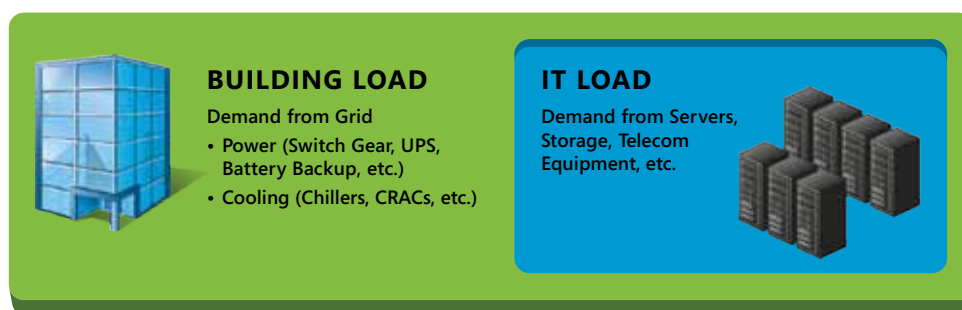 BUILDING LOAD
Demand from Grid
• Power (Switch Gear, UPS,
Battery Backup, etc.)
• Cooling (Chillers, CRACs, etc.)
IT LOAD
Demand from Servers,
Storage, Telecom
Equipment, etc.